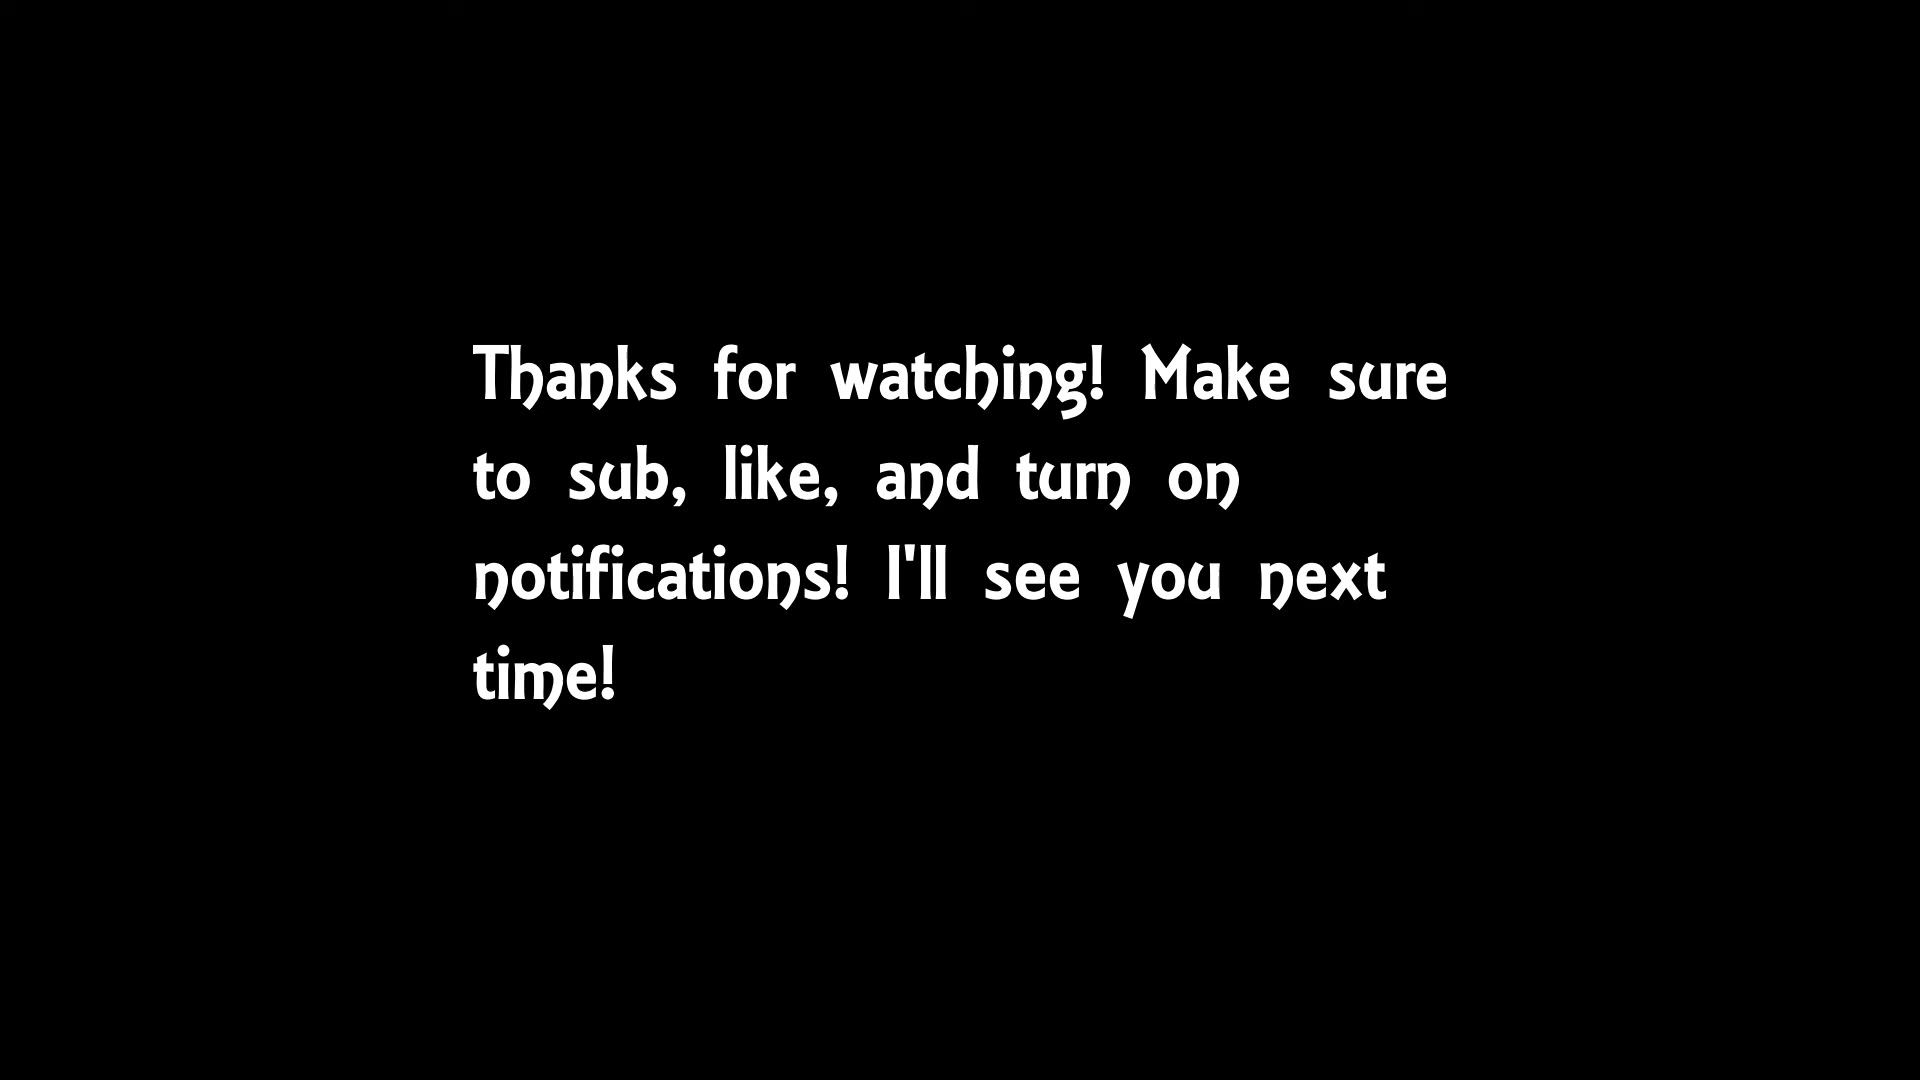 Thanks for watching! Make sure
to sub, like, and turn on
notifications! I'll see you next
time!